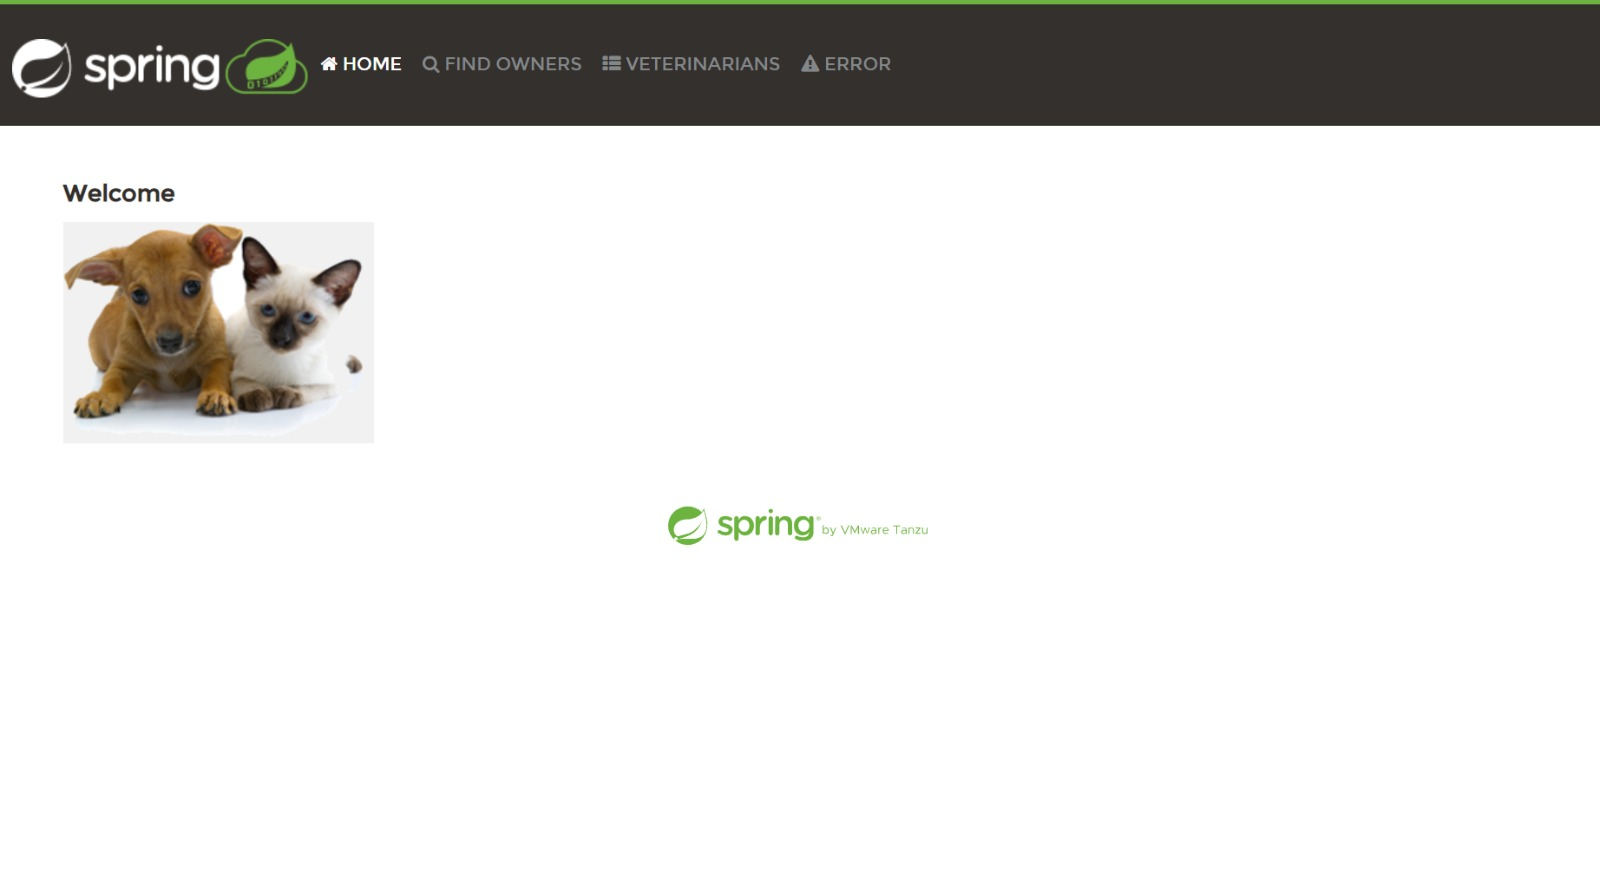 spring HOME FIND OWNERS VETERINARIANS ERROR
Welcome
spring® by VMware Tanzu